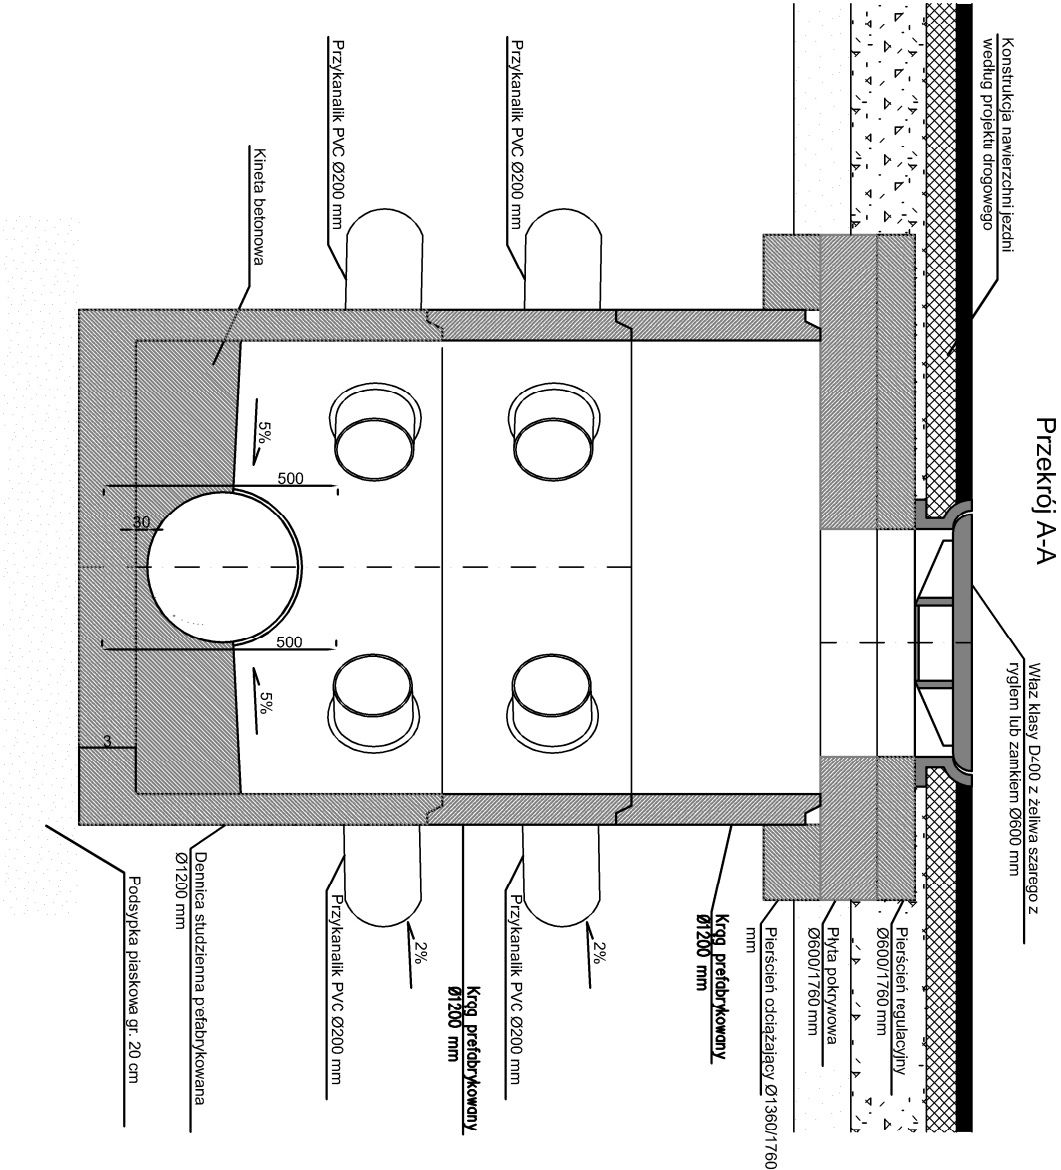 Przekrój A-A
Konstrukcja nawierzchni jezdni
według projektu drogowego
Właz klasy D400 z żeliwa szarego z
ryglem lub zamkiem Ø600 mm
Pierścień regulacyjny
Ø600/1760 mm
Płyta pokrywowa
Ø600/1760 mm
Pierścień odciążający Ø1360/1760
mm
Krąg prefabrykowany
Ø1200 mm
Przykanalik PVC Ø200 mm
2%
Przykanalik PVC Ø200 mm
Krąg prefabrykowany
Ø1200 mm
Przykanalik PVC Ø200 mm
2%
Przykanalik PVC Ø200 mm
Kineta betonowa
5%
5%
500
500
30
3
Dennica studzienna prefabrykowana
Ø1200 mm
Podsypka piaskowa gr. 20 cm